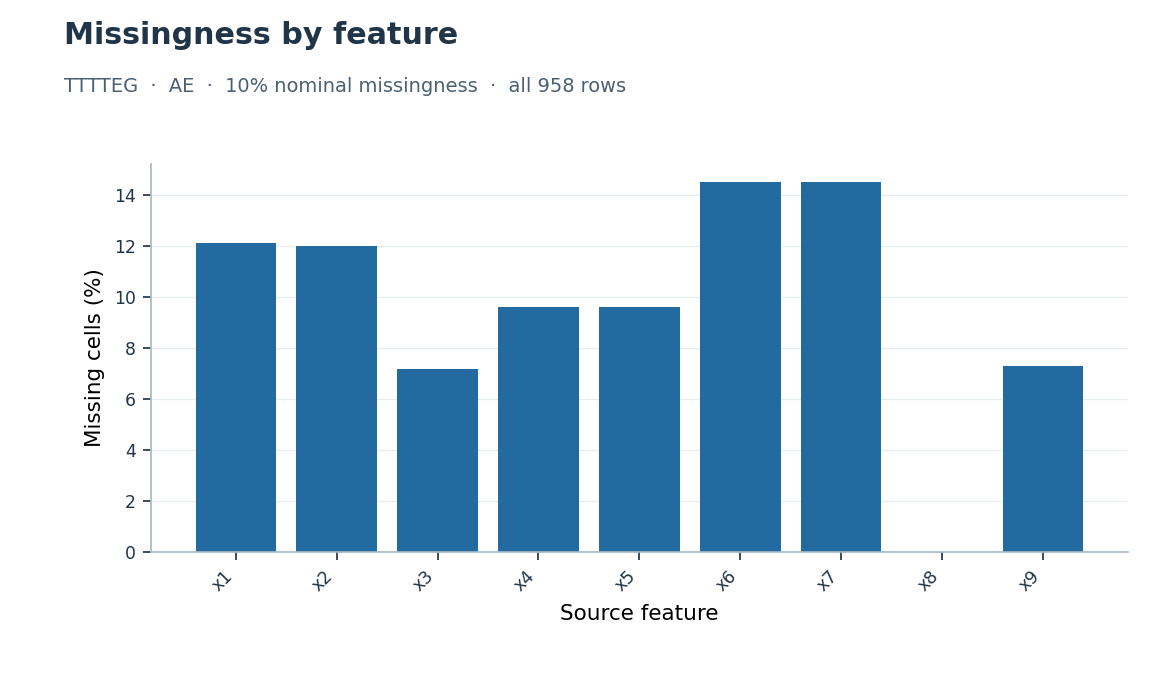 Missingness by feature
TTTTEG · AE · 10% nominal missingness · all 958 rows
Missing cells (%)
14
12
10
8
6
4
2
0
x1 x2 x3 x4 x5 x6 x7 x8 x9
Source feature